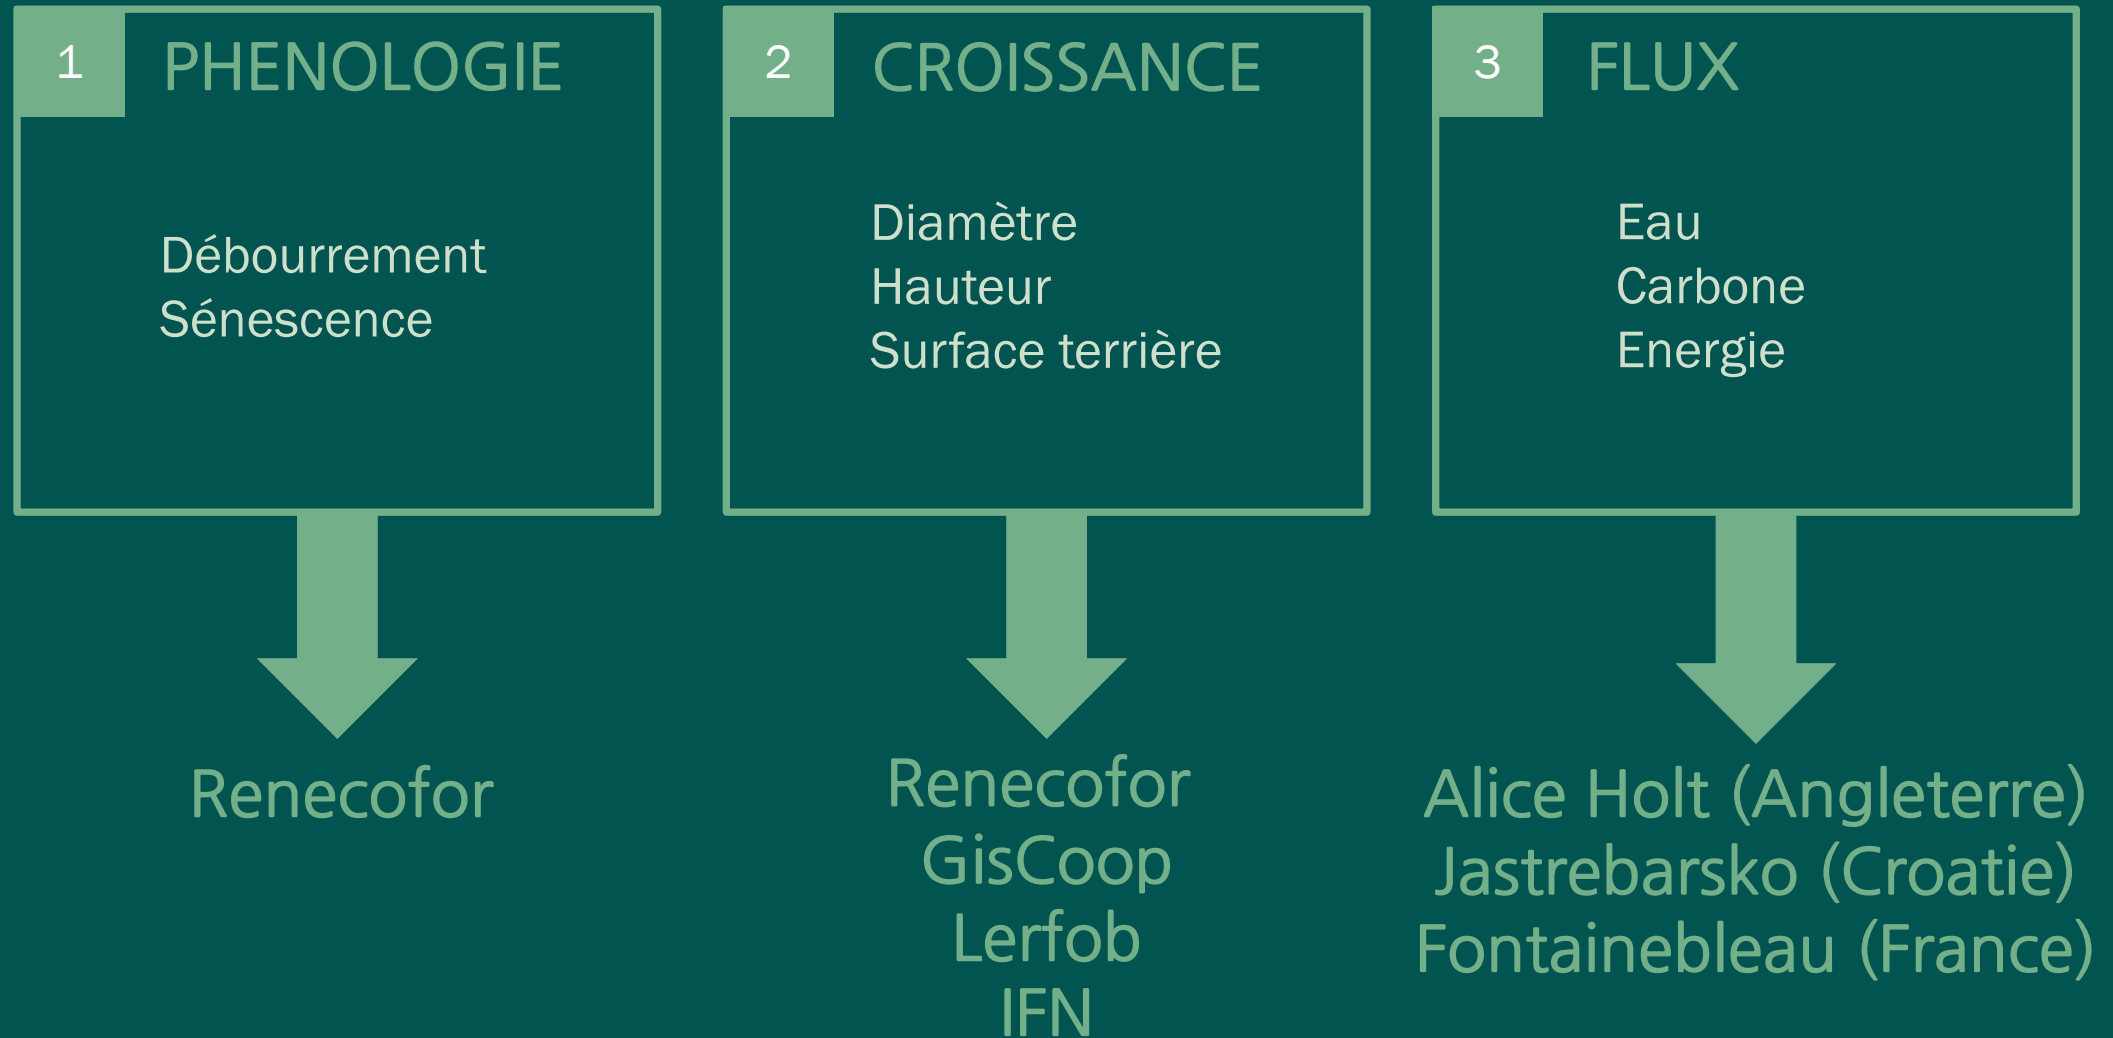 1
PHENOLOGIE
Débourrement
Sénescence
Renecofor
2
CROISSANCE
Diamètre
Hauteur
Surface terrière
Renecofor
GisCoop
Lerfob
IFN
3
FLUX
Eau
Carbone
Energie
Alice Holt (Angleterre)
Jastrebarsko (Croatie)
Fontainebleau (France)